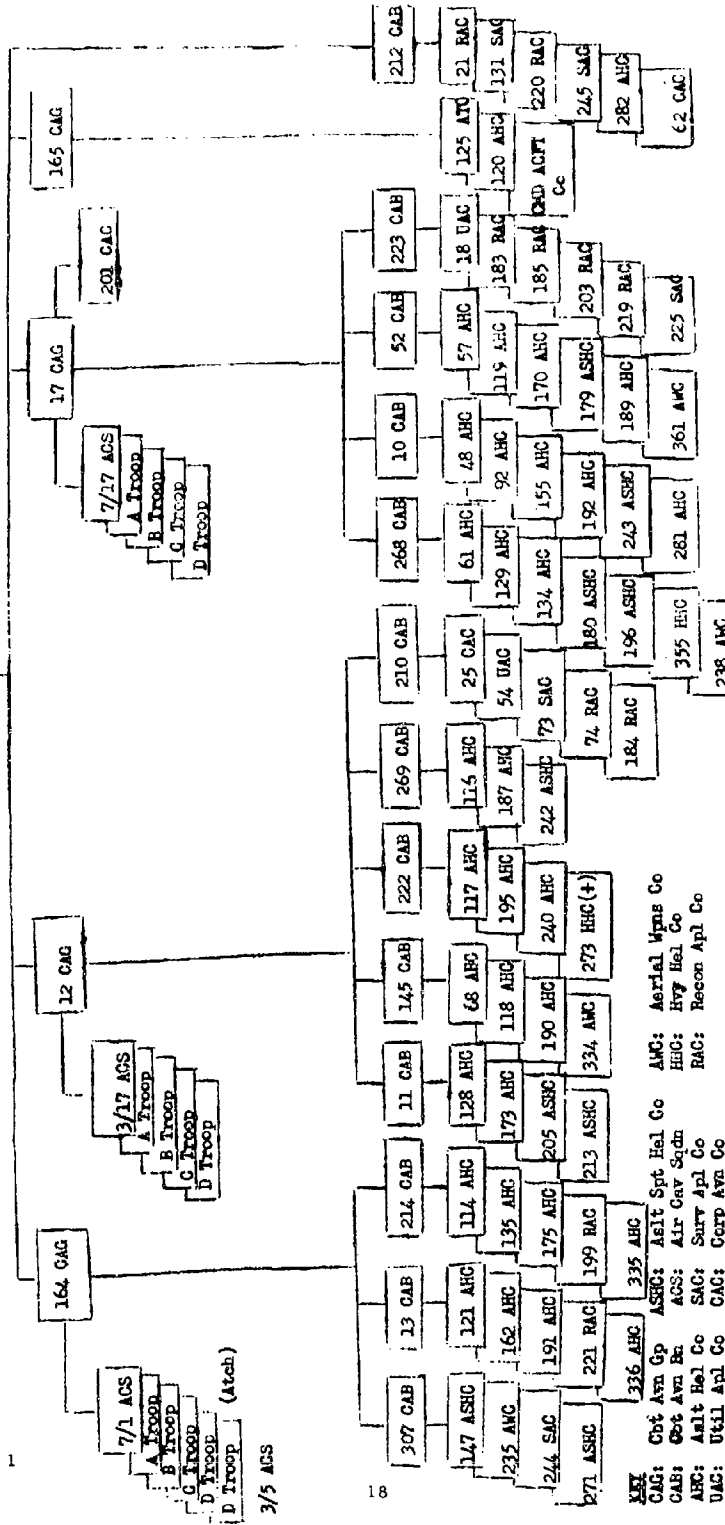 1
164 CAG
12 CAG
17 CAG
165 CAG
7/1 ACS
A Troop
B Troop
C Troop
D Troop
D Troop (Atch)
3/5 ACS
3/17 ACS
A Troop
B Troop
C Troop
D Troop
7/17 ACS
A Troop
B Troop
C Troop
D Troop
201 CAC
307 CAB
13 CAB
214 CAB
11 CAB
145 CAB
222 CAB
269 CAB
210 CAB
268 CAB
10 CAB
52 CAB
223 CAB
212 CAB
147 ASHC
235 AWC
244 SAC
271 ASHC
121 AHC
162 AHC
191 AHC
221 RAC
336 AHC
114 AHC
135 AHC
175 AHC
199 RAC
335 AHC
128 AHC
173 AHC
205 ASHC
213 ASHC
68 AHC
118 AHC
190 AHC
334 AWC
117 AHC
195 AHC
240 AHC
273 HHC(+)
116 AHC
187 AHC
242 ASHC
25 CAC
54 UAC
73 SAC
74 RAC
184 RAC
61 AHC
129 AHC
134 AHC
180 ASHC
196 ASHC
355 HHC
238 AWC
48 AHC
92 AHC
155 AHC
192 AHC
243 ASHC
281 AHC
57 AHC
119 AHC
170 AHC
179 ASHC
189 AHC
361 AWC
18 UAC
183 RAC
185 RAC
203 RAC
219 RAC
225 SAC
125 ATC
120 AHC
CMD ACFT
Co
21 RAC
131 SAC
220 RAC
245 SAC
282 AHC
62 CAC
KEY
CAG: Cbt Avn Gp ASHC: Aslt Spt Hel Co AWC: Aerial Wpns Co
CAB: Cbt Avn Bn ACS: Air Cav Sqdn HHC: Hvy Hel Co
AHC: Aslt Hel Co SAC: Surv Apl Co RAC: Recon Apl Co
UAC: Util Apl Co CAC: Corp Avn Co
18